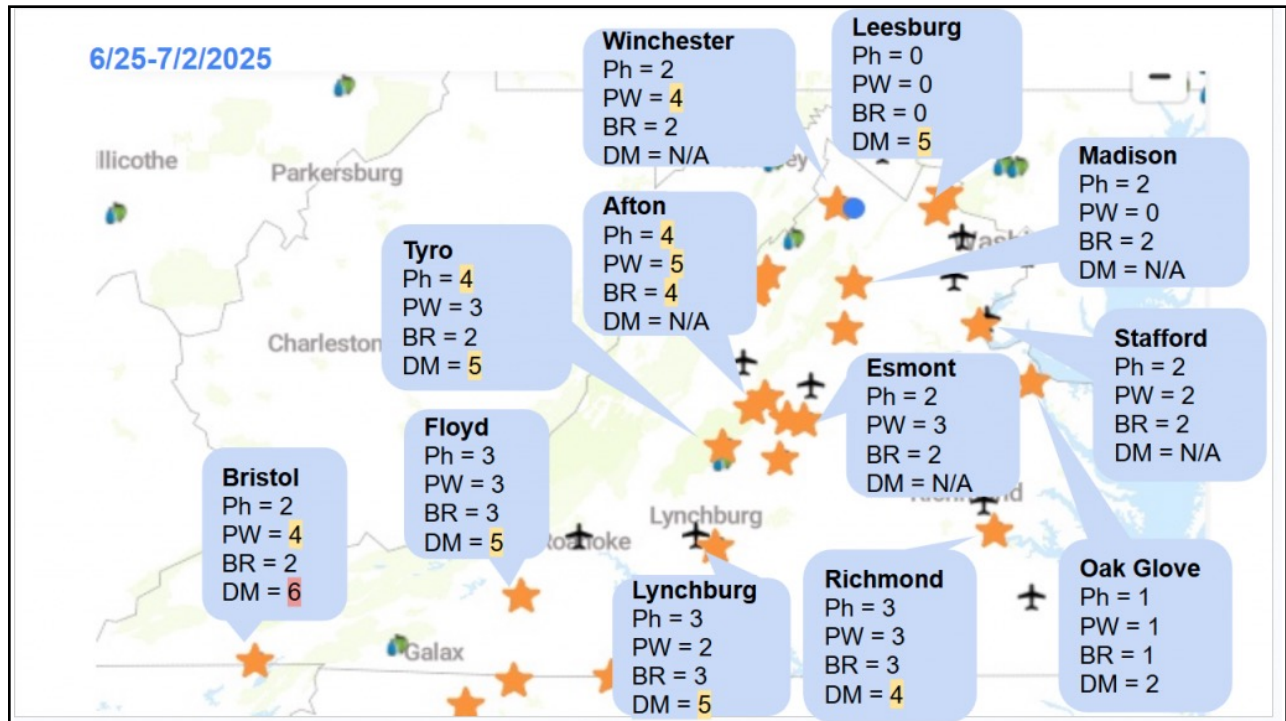 6/25-7/2/2025
Winchester
Ph = 2
PW = 4
BR = 2
DM = N/A
Leesburg
Ph = 0
PW = 0
BR = 0
DM = 5
Madison
Ph = 2
PW = 0
BR = 2
DM = N/A
Afton
Ph = 4
PW = 5
BR = 4
DM = N/A
Tyro
Ph = 4
PW = 3
BR = 2
DM = 5
Stafford
Ph = 2
PW = 2
BR = 2
DM = N/A
Esmont
Ph = 2
PW = 3
BR = 2
DM = N/A
Floyd
Ph = 3
PW = 3
BR = 3
DM = 5
Bristol
Ph = 2
PW = 4
BR = 2
DM = 6
Lynchburg
Ph = 3
PW = 2
BR = 3
DM = 5
Richmond
Ph = 3
PW = 3
BR = 3
DM = 4
Oak Glove
Ph = 1
PW = 1
BR = 1
DM = 2
illicothe
Parkersburg
Charleston
Lynchburg
Roanoke
Richmond
Galax